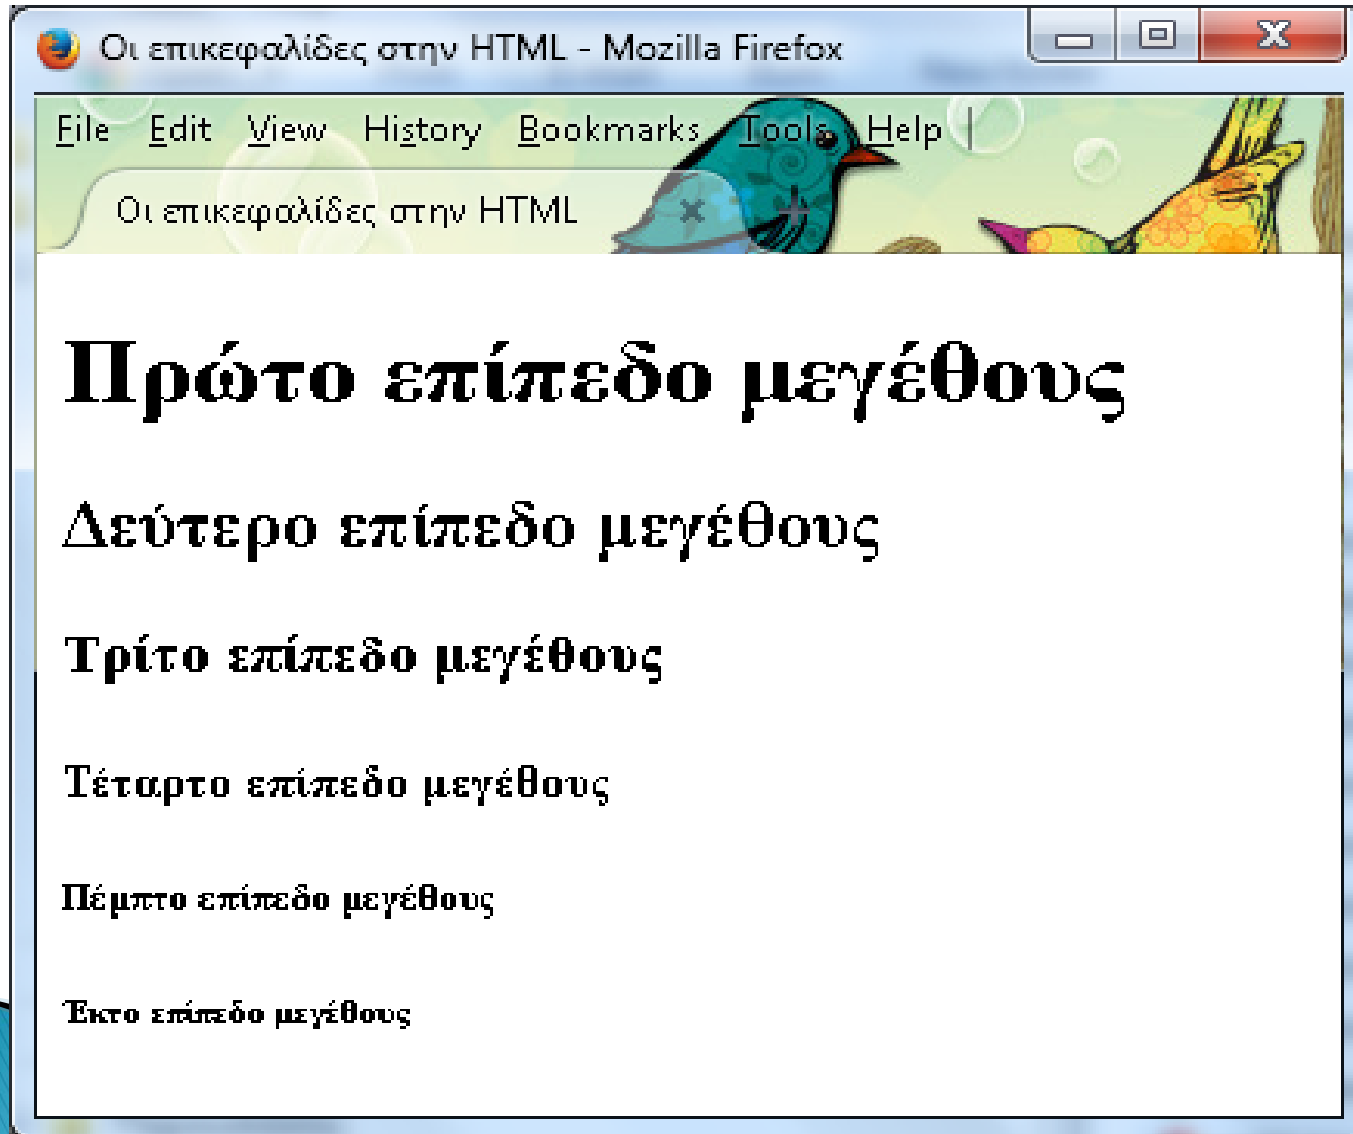 Οι επικεφαλίδες στην HTML - Mozilla Firefox
File Edit View History Bookmarks Tools Help
Οι επικεφαλίδες στην HTML
Πρώτο επίπεδο μεγέθους
Δεύτερο επίπεδο μεγέθους
Τρίτο επίπεδο μεγέθους
Τέταρτο επίπεδο μεγέθους
Πέμπτο επίπεδο μεγέθους
Έκτο επίπεδο μεγέθους